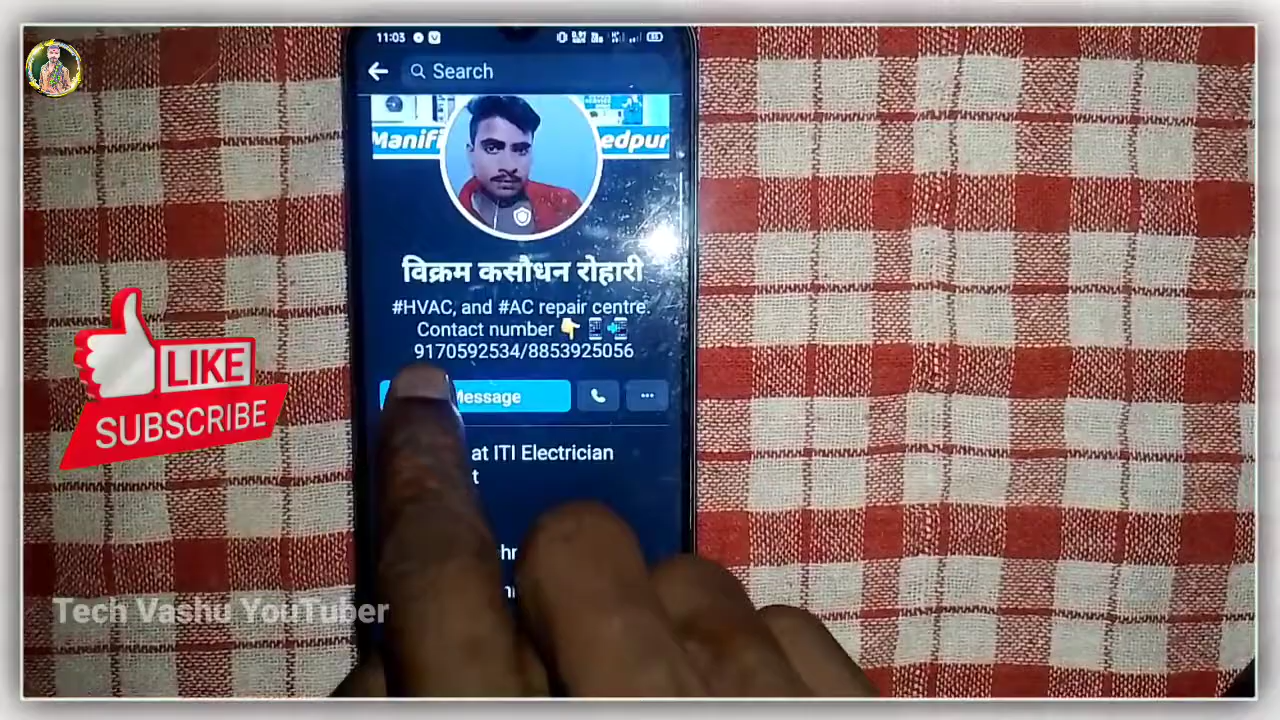 11:03
Search
Manifi
edpur
विक्रम कसौधन रोहारी
#HVAC, and #AC repair centre.
Contact number 👇
9170592534/8853925056
Message
at ITI Electrician
LIKE
SUBSCRIBE
Tech Vashu YouTuber